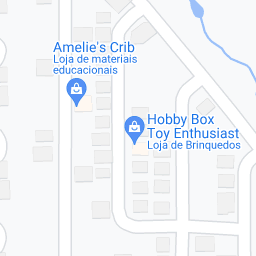 Amelie's Crib
Loja de materiais
educacionais
Hobby Box
Toy Enthusiast
Loja de Brinquedos